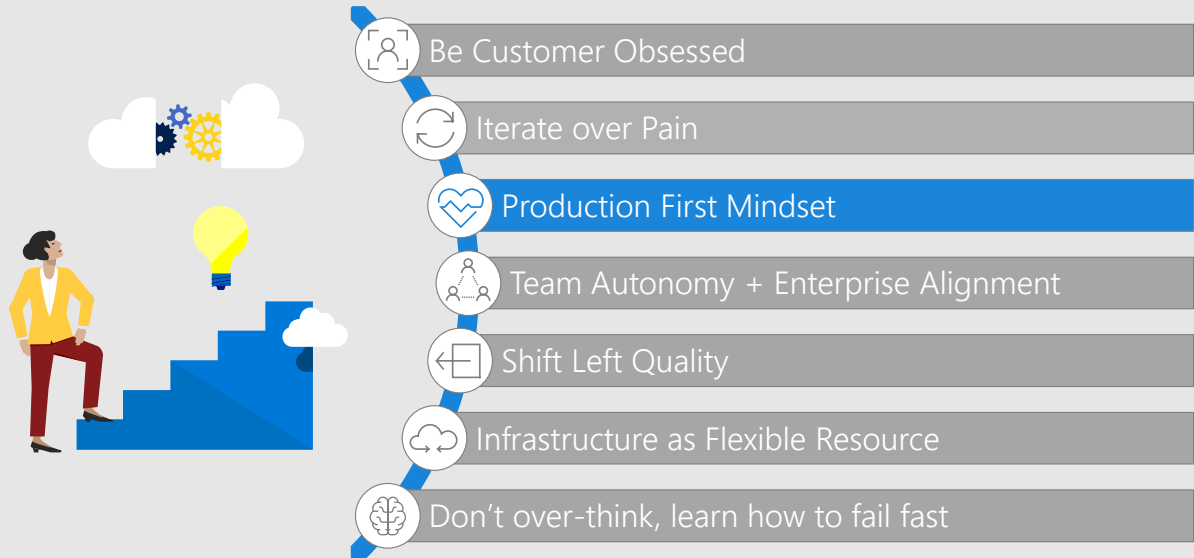 Be Customer Obsessed
Iterate over Pain
Production First Mindset
Team Autonomy + Enterprise Alignment
Shift Left Quality
Infrastructure as Flexible Resource
Don’t over-think, learn how to fail fast